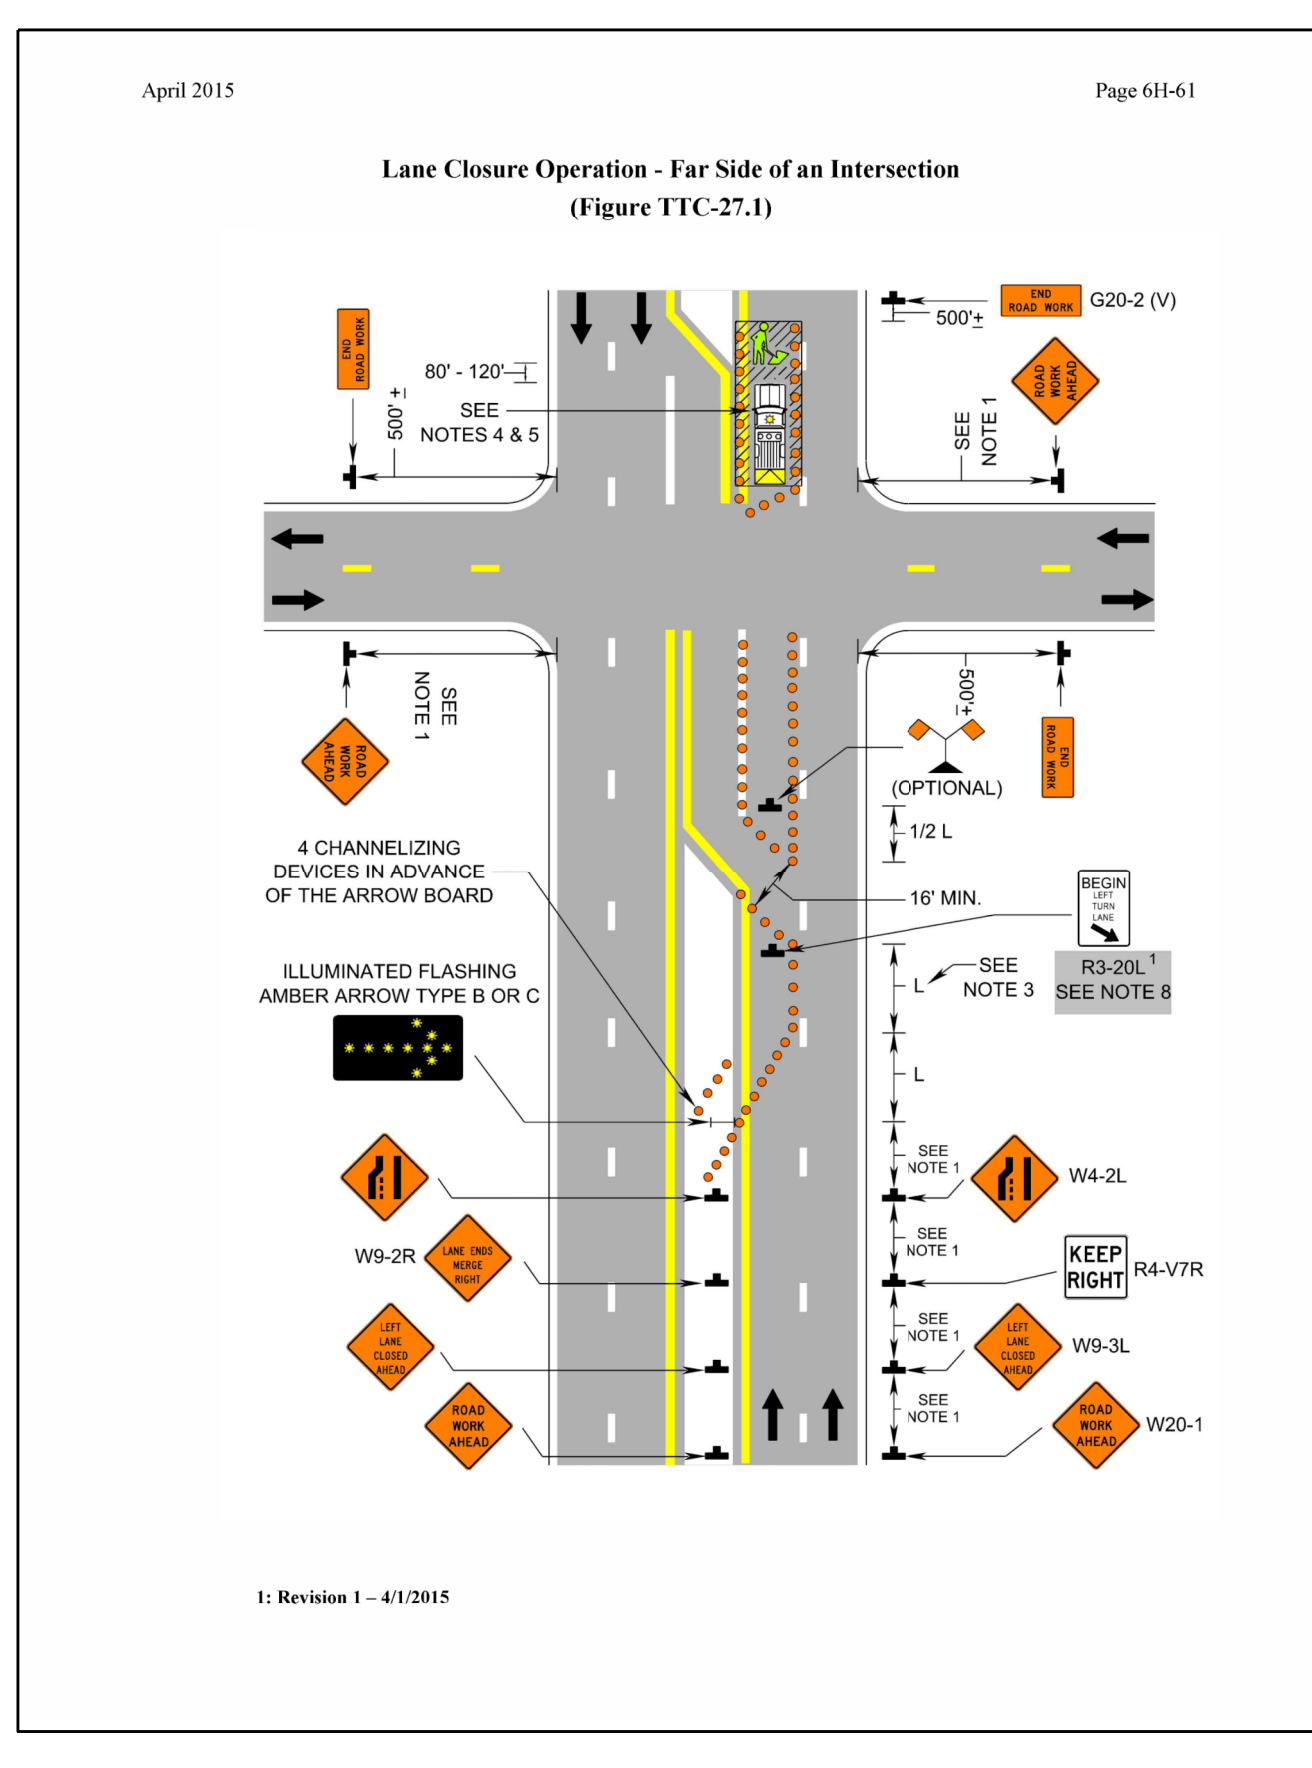 April 2015
Page 6H-61
Lane Closure Operation - Far Side of an Intersection
(Figure TTC-27.1)
END
ROAD WORK
G20-2 (V)
500'±
END
ROAD WORK
ROAD
WORK
AHEAD
80' - 120'
SEE
NOTES 4 & 5
500' ±
SEE
NOTE 1
SEE
NOTE 1
500'±
ROAD
WORK
AHEAD
END
ROAD WORK
(OPTIONAL)
1/2 L
4 CHANNELIZING
DEVICES IN ADVANCE
OF THE ARROW BOARD
16' MIN.
BEGIN
LEFT
TURN
LANE
R3-20L 1
SEE NOTE 8
SEE
NOTE 3
L
ILLUMINATED FLASHING
AMBER ARROW TYPE B OR C
L
SEE
NOTE 1
W4-2L
SEE
NOTE 1
W9-2R
LANE ENDS
MERGE
RIGHT
KEEP
RIGHT
R4-V7R
SEE
NOTE 1
LEFT
LANE
CLOSED
AHEAD
LEFT
LANE
CLOSED
AHEAD
W9-3L
SEE
NOTE 1
ROAD
WORK
AHEAD
ROAD
WORK
AHEAD
W20-1
1: Revision 1 – 4/1/2015